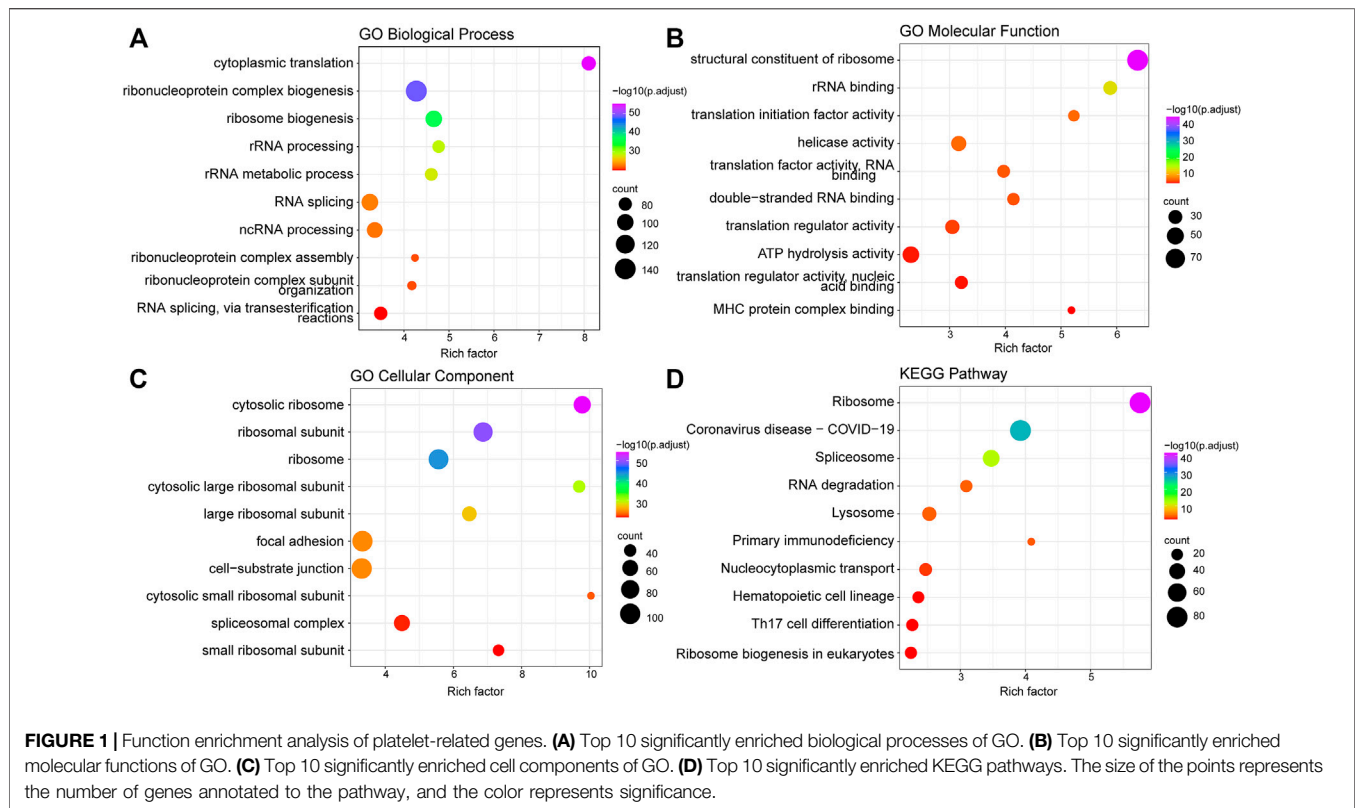 A
GO Biological Process
cytoplasmic translation
ribonucleoprotein complex biogenesis
ribosome biogenesis
rRNA processing
rRNA metabolic process
RNA splicing
ncRNA processing
ribonucleoprotein complex assembly
ribonucleoprotein complex subunit
organization
RNA splicing, via transesterification
reactions
4 5 6 7 8
Rich factor
−log10(p.adjust)
50
40
30
count
80
100
120
140
B
GO Molecular Function
structural constituent of ribosome
rRNA binding
translation initiation factor activity
helicase activity
translation factor activity, RNA
binding
double−stranded RNA binding
translation regulator activity
ATP hydrolysis activity
translation regulator activity, nucleic
acid binding
MHC protein complex binding
3 4 5 6
Rich factor
−log10(p.adjust)
40
30
20
10
count
30
50
70
C
GO Cellular Component
cytosolic ribosome
ribosomal subunit
ribosome
cytosolic large ribosomal subunit
large ribosomal subunit
focal adhesion
cell−substrate junction
cytosolic small ribosomal subunit
spliceosomal complex
small ribosomal subunit
4 6 8 10
Rich factor
−log10(p.adjust)
50
40
30
count
40
60
80
100
D
KEGG Pathway
Ribosome
Coronavirus disease − COVID−19
Spliceosome
RNA degradation
Lysosome
Primary immunodeficiency
Nucleocytoplasmic transport
Hematopoietic cell lineage
Th17 cell differentiation
Ribosome biogenesis in eukaryotes
3 4 5
Rich factor
−log10(p.adjust)
40
30
20
10
count
20
40
60
80
FIGURE 1 | Function enrichment analysis of platelet-related genes. (A) Top 10 significantly enriched biological processes of GO. (B) Top 10 significantly enriched
molecular functions of GO. (C) Top 10 significantly enriched cell components of GO. (D) Top 10 significantly enriched KEGG pathways. The size of the points represents
the number of genes annotated to the pathway, and the color represents significance.